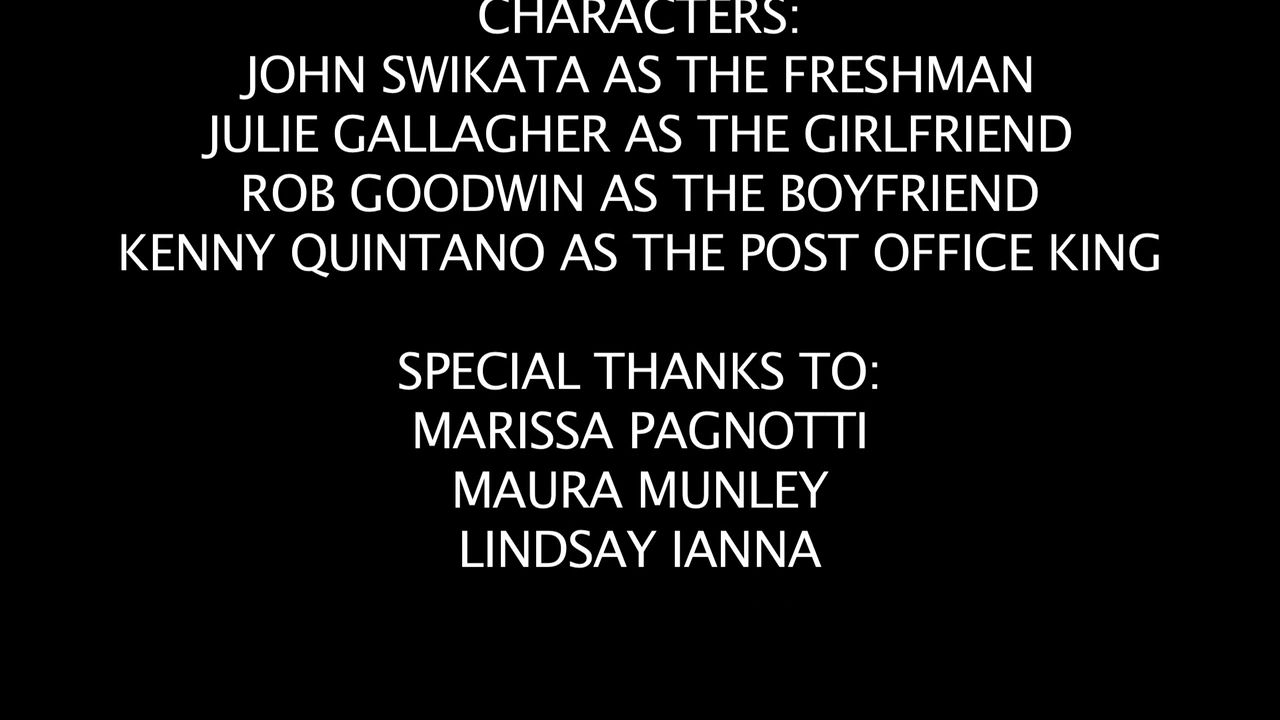 CHARACTERS:
JOHN SWIKATA AS THE FRESHMAN
JULIE GALLAGHER AS THE GIRLFRIEND
ROB GOODWIN AS THE BOYFRIEND
KENNY QUINTANO AS THE POST OFFICE KING
SPECIAL THANKS TO:
MARISSA PAGNOTTI
MAURA MUNLEY
LINDSAY IANNA